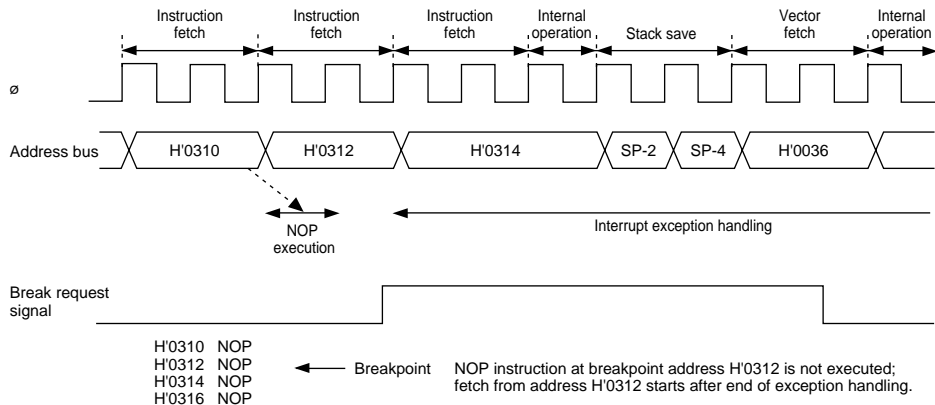 Instruction fetch
Instruction fetch
Instruction fetch
Internal operation
Stack save
Vector fetch
Internal operation
ø
Address bus
H'0310
H'0312
H'0314
SP-2
SP-4
H'0036
NOP execution
Interrupt exception handling
Break request signal
H'0310 NOP
H'0312 NOP
H'0314 NOP
H'0316 NOP
Breakpoint
NOP instruction at breakpoint address H'0312 is not executed;
fetch from address H'0312 starts after end of exception handling.